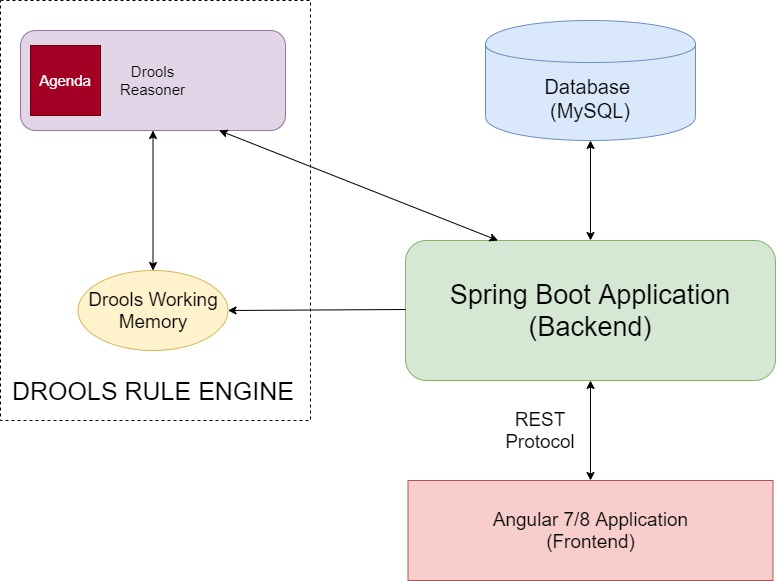 Agenda
Drools
Reasoner
Database
(MySQL)
Drools Working
Memory
Spring Boot Application
(Backend)
DROOLS RULE ENGINE
REST
Protocol
Angular 7/8 Application
(Frontend)